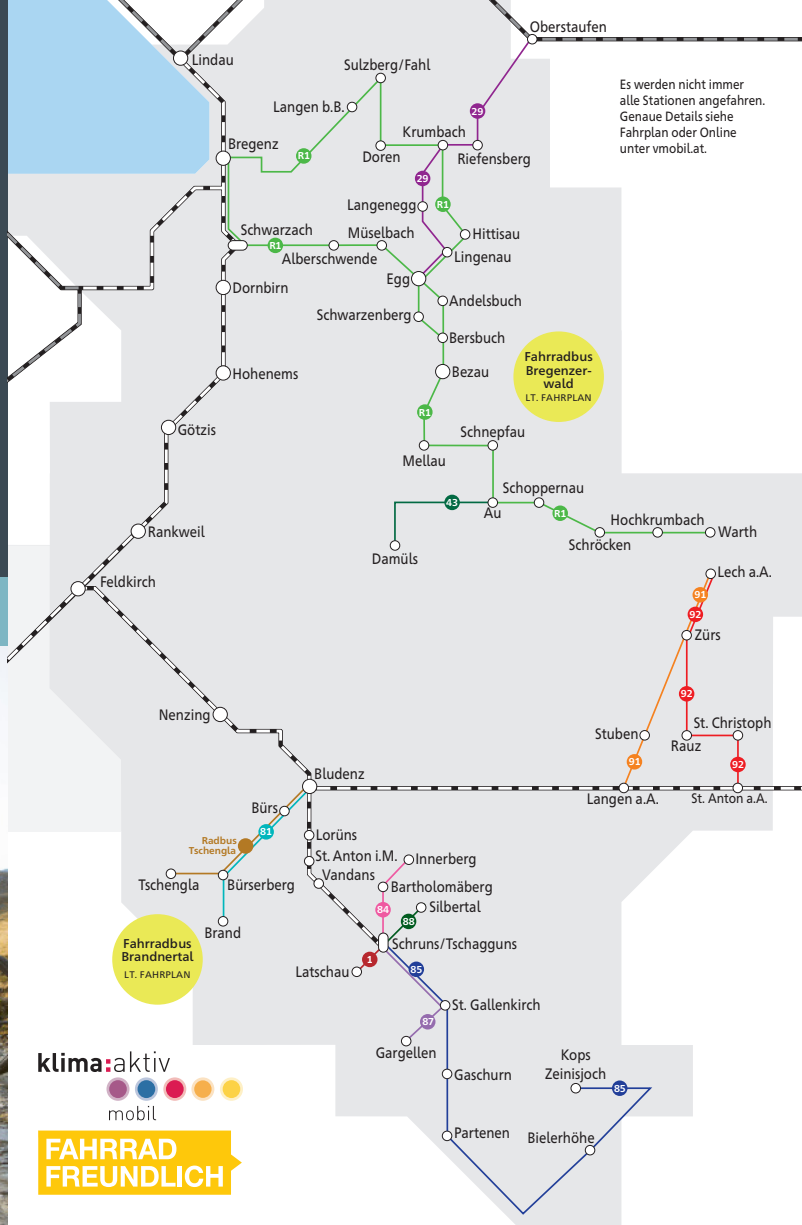 Oberstaufen
Lindau
Sulzberg/Fahl
Es werden nicht immer
alle Stationen angefahren.
Genaue Details siehe
Fahrplan oder Online
unter vmobil.at.
Langen b.B.
29
Krumbach
Bregenz
R1
Doren
Riefensberg
29
Langenegg
R1
Schwarzach
Müselbach
Hittisau
R1
Alberschwende
Lingenau
Egg
Dornbirn
Andelsbuch
Schwarzenberg
Bersbuch
Fahrradbus
Bregenzer-
wald
LT. FAHRPLAN
Hohenems
Bezau
R1
Götzis
Schnepfau
Mellau
Schoppernau
43
Au
R1
Hochkrumbach
Rankweil
Warth
Schröcken
Damüls
Feldkirch
Lech a.A.
91
92
Zürs
92
Nenzing
St. Christoph
Stuben
Rauz
91
92
Bludenz
Langen a.A.
St. Anton a.A.
Bürs
81
Lorüns
Radbus
Tschengla
St. Anton i.M.
Innerberg
Vandans
Tschengla
Bürserberg
Bartholomäberg
84
Silbertal
88
Brand
Fahrradbus
Brandnertal
LT. FAHRPLAN
Schruns/Tschagguns
1
Latschau
85
St. Gallenkirch
87
Gargellen
klima:aktiv
mobil
Kops
Zeinisjoch
Gaschurn
85
Partenen
Bielerhöhe
FAHRRAD
FREUNDLICH